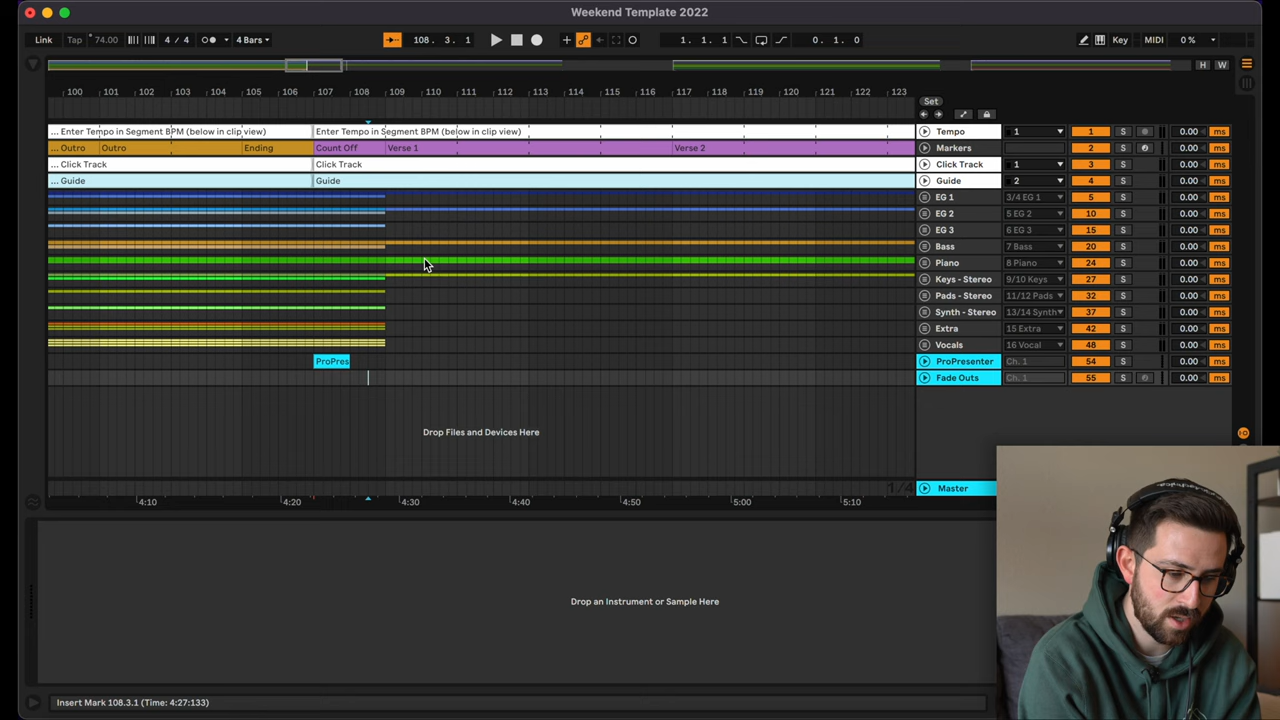 Weekend Template 2022
Link Tap 74.00 4 / 4 4 Bars 108. 3. 1 1. 1. 1 0. 1. 0 Key MIDI 0 %
H W
100 101 102 103 104 105 106 107 108 109 110 111 112 113 114 115 116 117 118 119 120 121 122 123
Set
... Enter Tempo in Segment BPM (below in clip view) Enter Tempo in Segment BPM (below in clip view) Tempo 1 1 S 0.00 ms
... Outro Outro Ending Count Off Verse 1 Verse 2 Markers 2 S 0.00 ms
... Click Track Click Track Click Track 1 3 S 0.00 ms
... Guide Guide Guide 2 4 S 0.00 ms
EG 1 3/4 EG 1 5 S 0.00 ms
EG 2 5 EG 2 10 S 0.00 ms
EG 3 6 EG 3 15 S 0.00 ms
Bass 7 Bass 20 S 0.00 ms
Piano 8 Piano 24 S 0.00 ms
Keys - Stereo 9/10 Keys 27 S 0.00 ms
Pads - Stereo 11/12 Pads 32 S 0.00 ms
Synth - Stereo 13/14 Synth 37 S 0.00 ms
Extra 15 Extra 42 S 0.00 ms
Vocals 16 Vocal 48 S 0.00 ms
ProPres ProPresenter Ch. 1 54 S 0.00 ms
Fade Outs Ch. 1 55 S 0.00 ms
Drop Files and Devices Here
1/4 Master
4:10 4:20 4:30 4:40 4:50 5:00 5:10
Drop an Instrument or Sample Here
Insert Mark 108.3.1 (Time: 4:27:133)